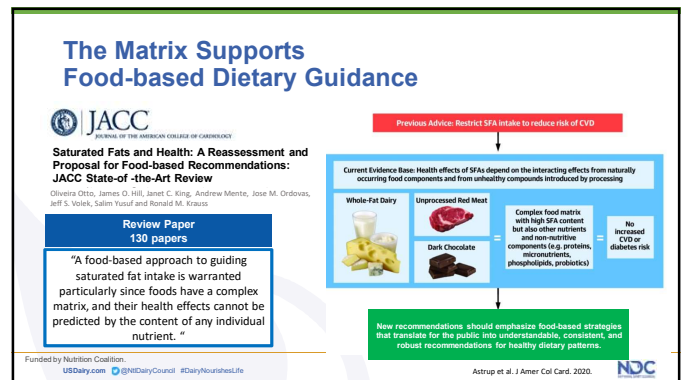 The Matrix Supports
Food-based Dietary Guidance
JACC
JOURNAL OF THE AMERICAN COLLEGE OF CARDIOLOGY
Saturated Fats and Health: A Reassessment and
Proposal for Food-based Recommendations:
JACC State-of -the-Art Review
Oliveira Otto, James O. Hill, Janet C. King, Andrew Mente, Jose M. Ordovas,
Jeff S. Volek, Salim Yusuf and Ronald M. Krauss
Review Paper
130 papers
“A food-based approach to guiding
saturated fat intake is warranted
particularly since foods have a complex
matrix, and their health effects cannot be
predicted by the content of any individual
nutrient. “
Previous Advice: Restrict SFA intake to reduce risk of CVD
Current Evidence Base: Health effects of SFAs depend on the interacting effects from naturally
occurring food components and from unhealthy compounds introduced by processing
Whole-Fat Dairy
Unprocessed Red Meat
Dark Chocolate
=
Complex food matrix
with high SFA content
but also other nutrients
and non-nutritive
components (e.g. proteins,
micronutrients,
phospholipids, probiotics)
=
No
increased
CVD or
diabetes risk
New recommendations should emphasize food-based strategies
that translate for the public into understandable, consistent, and
robust recommendations for healthy dietary patterns.
Funded by Nutrition Coalition.
USDairy.com @NtlDairyCouncil #DairyNourishesLife
Astrup et. al. J Amer Col Card. 2020.
NDC